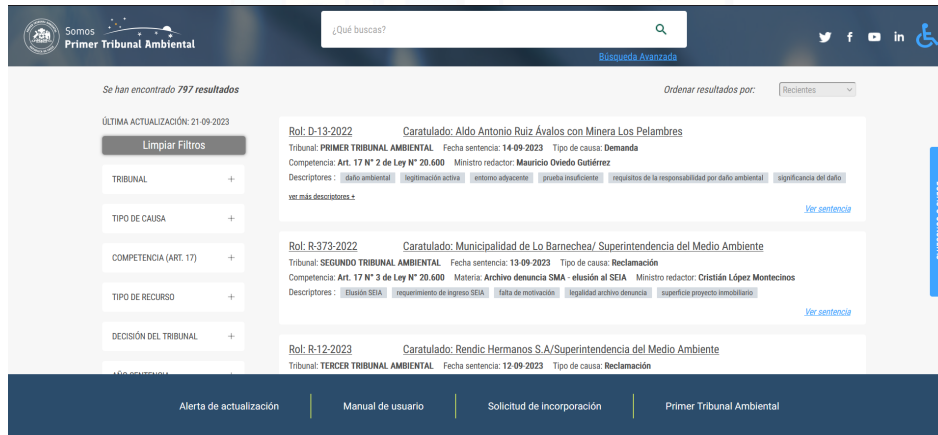 Somos
Primer Tribunal Ambiental
¿Qué buscas?
Búsqueda Avanzada
f
in
Se han encontrado 797 resultados
Ordenar resultados por:
Recientes
ÚLTIMA ACTUALIZACIÓN: 21-09-2023
Limpiar Filtros
TRIBUNAL +
TIPO DE CAUSA +
COMPETENCIA (ART. 17) +
TIPO DE RECURSO +
DECISIÓN DEL TRIBUNAL +
AÑO SENTENCIA
Rol: D-13-2022 Caratulado: Aldo Antonio Ruiz Ávalos con Minera Los Pelambres
Tribunal: PRIMER TRIBUNAL AMBIENTAL Fecha sentencia: 14-09-2023 Tipo de causa: Demanda
Competencia: Art. 17 N° 2 de Ley N° 20.600 Ministro redactor: Mauricio Oviedo Gutiérrez
Descriptores : daño ambiental legitimación activa entorno adyacente prueba insuficiente requisitos de la responsabilidad por daño ambiental significancia del daño
ver más descriptores +
Ver sentencia
Rol: R-373-2022 Caratulado: Municipalidad de Lo Barnechea/ Superintendencia del Medio Ambiente
Tribunal: SEGUNDO TRIBUNAL AMBIENTAL Fecha sentencia: 13-09-2023 Tipo de causa: Reclamación
Competencia: Art. 17 N° 3 de Ley N° 20.600 Materia: Archivo denuncia SMA - elusión al SEIA Ministro redactor: Cristián López Montecinos
Descriptores : Elusión SEIA requerimiento de ingreso SEIA falta de motivación legalidad archivo denuncia superficie proyecto inmobiliario
Ver sentencia
Rol: R-12-2023 Caratulado: Rendic Hermanos S.A/Superintendencia del Medio Ambiente
Tribunal: TERCER TRIBUNAL AMBIENTAL Fecha sentencia: 12-09-2023 Tipo de causa: Reclamación
Alerta de actualización
Manual de usuario
Solicitud de incorporación
Primer Tribunal Ambiental